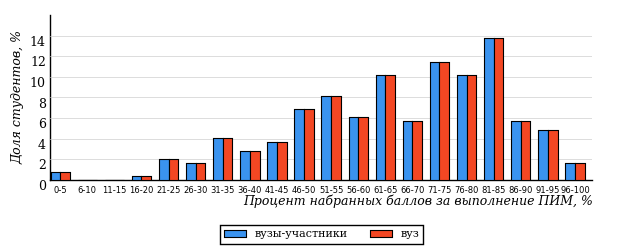 Доля студентов, %
14
12
10
8
6
4
2
0
0-5 6-10 11-15 16-20 21-25 26-30 31-35 36-40 41-45 46-50 51-55 56-60 61-65 66-70 71-75 76-80 81-85 86-90 91-95 96-100
Процент набранных баллов за выполнение ПИМ, %
вузы-участники вуз